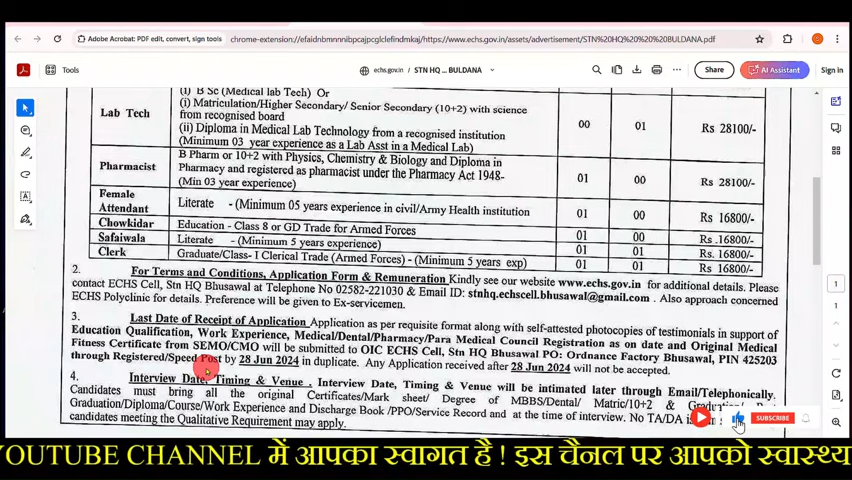 Adobe Acrobat: PDF edit, convert, sign tools
chrome-extension://efaidnbmnnnibpcajpcglclefindmkaj/https://www.echs.gov.in/assets/advertisement/STN%20HQ%20%20%20BULDANA.pdf
Tools
echs.gov.in / STN HQ ... BULDANA
Share
AI Assistant
Sign in
(i) B Sc (Medical lab Tech) Or
(i) Matriculation/Higher Secondary/ Senior Secondary (10+2) with science
from recognised board
Lab Tech
(ii) Diploma in Medical Lab Technology from a recognised institution
(Minimum 03 year experience as a Lab Asst in a Medical Lab)
00 01 Rs 28100/-
Pharmacist
B Pharm or 10+2 with Physics, Chemistry & Biology and Diploma in
Pharmacy and registered as pharmacist under the Pharmacy Act 1948-
(Min 03 year experience)
01 00 Rs 28100/-
Female
Attendant
Literate - (Minimum 05 years experience in civil/Army Health institution
01 00 Rs 16800/-
Chowkidar Education - Class 8 or GD Trade for Armed Forces 01 00 Rs .16800/-
Safaiwala Literate - (Minimum 5 years experience) 01 01 Rs .16800/-
Clerk Graduate/Class- I Clerical Trade (Armed Forces) - (Minimum 5 years exp) 01 01 Rs 16800/-
2. For Terms and Conditions, Application Form & Remuneration Kindly see our website www.echs.gov.in for additional details. Please
contact ECHS Cell, Stn HQ Bhusawal at Telephone No 02582-221030 & Email ID: stnhq.echscell.bhusawal@gmail.com. Also approach concerned
ECHS Polyclinic for details. Preference will be given to Ex-servicemen.
3. Last Date of Receipt of Application Application as per requisite format along with self-attested photocopies of testimonials in support of
Education Qualification, Work Experience, Medical/Dental/Pharmacy/Para Medical Council Registration as on date and Original Medical
Fitness Certificate from SEMO/CMO will be submitted to OIC ECHS Cell, Stn HQ Bhusawal PO: Ordnance Factory Bhusawal, PIN 425203
through Registered/Speed Post by 28 Jun 2024 in duplicate. Any Application received after 28 Jun 2024 will not be accepted.
4. Interview Date, Timing & Venue . Interview Date, Timing & Venue will be intimated later through Email/Telephonically.
Candidates must bring all the original Certificates/Mark sheet/ Degree of MBBS/Dental/ Matric/10+2 &
Graduation/Diploma/Course/Work Experience and Discharge Book /PPO/Service Record and at the time of interview. No TA/DA is
candidates meeting the Qualitative Requirement may apply.
1
1
SUBSCRIBE
YOUTUBE CHANNEL में आपका स्वागत है ! इस चैनल पर आपको स्वास्थ्य